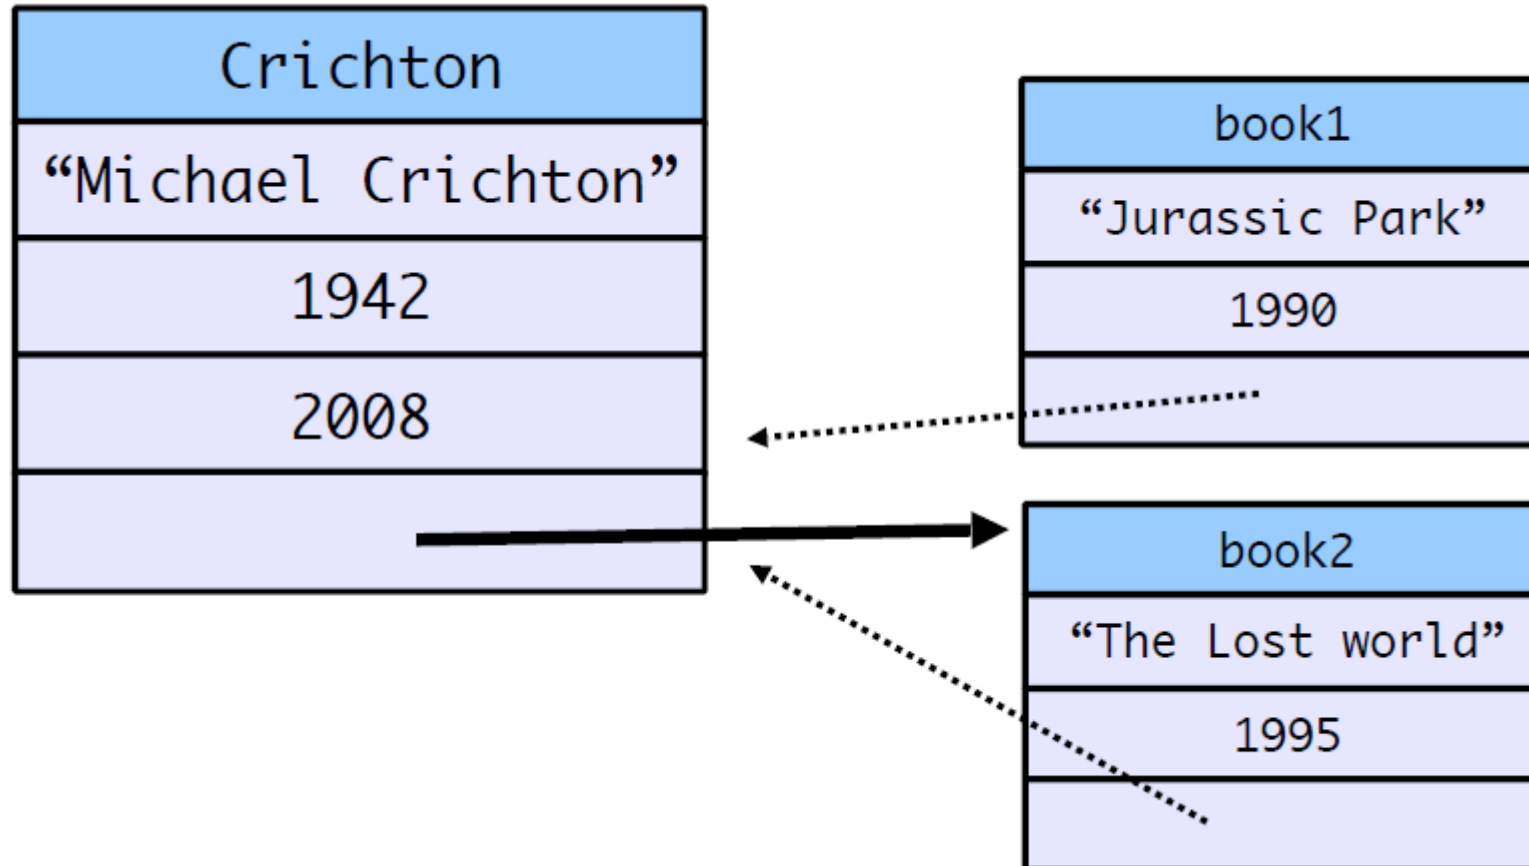 Crichton
“Michael Crichton”
1942
2008
book1
“Jurassic Park”
1990
book2
“The Lost world”
1995